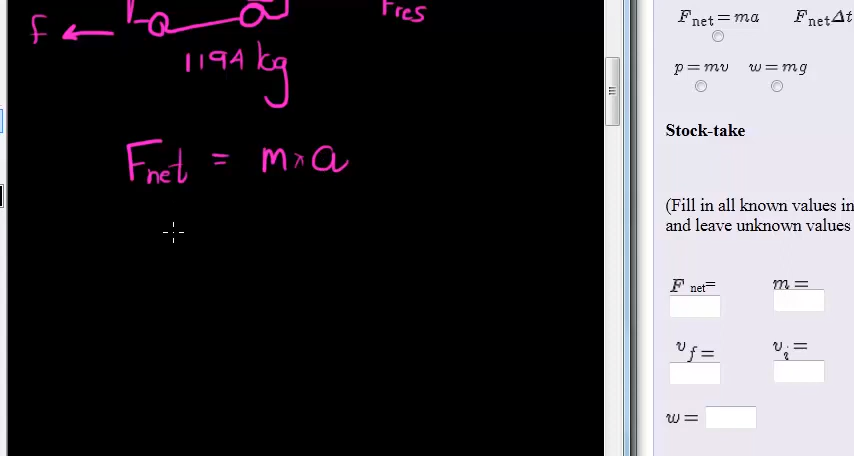 f
Fres
1194 kg
Fnet = m × a
Fnet = ma FnetΔt
p = mv w = mg
Stock-take
(Fill in all known values in
and leave unknown values
F net= m =
vf = vi =
w =